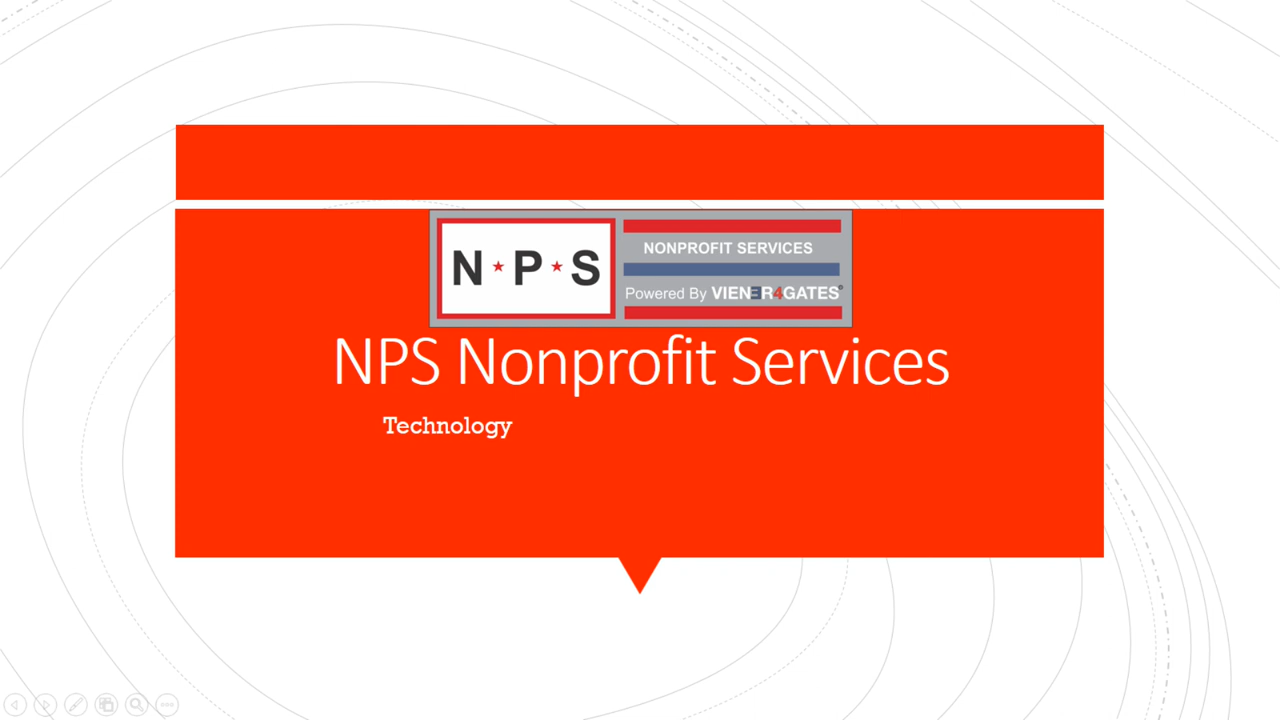 N★P★S
NONPROFIT SERVICES
Powered By VIENER4GATES
NPS Nonprofit Services
Technology